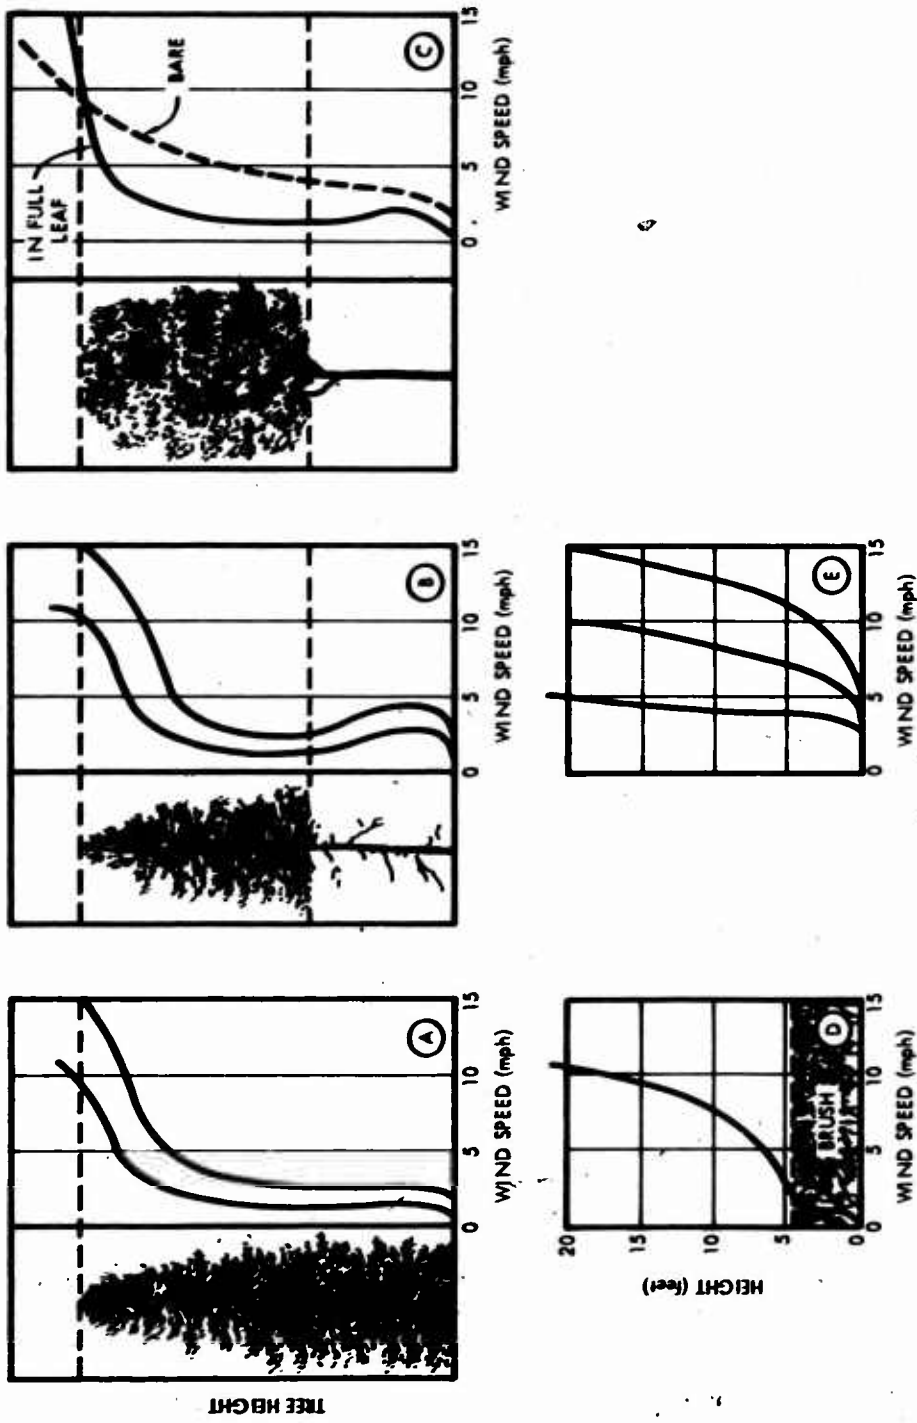 TREE HEIGHT
A
0 5 10 15
WIND SPEED (mph)
B
0 5 10 15
WIND SPEED (mph)
IN FULL
LEAF
BARE
C
0 5 10 15
WIND SPEED (mph)
HEIGHT (feet)
20
15
10
5
0
BRUSH
D
0 5 10 15
WIND SPEED (mph)
E
0 5 10 15
WIND SPEED (mph)